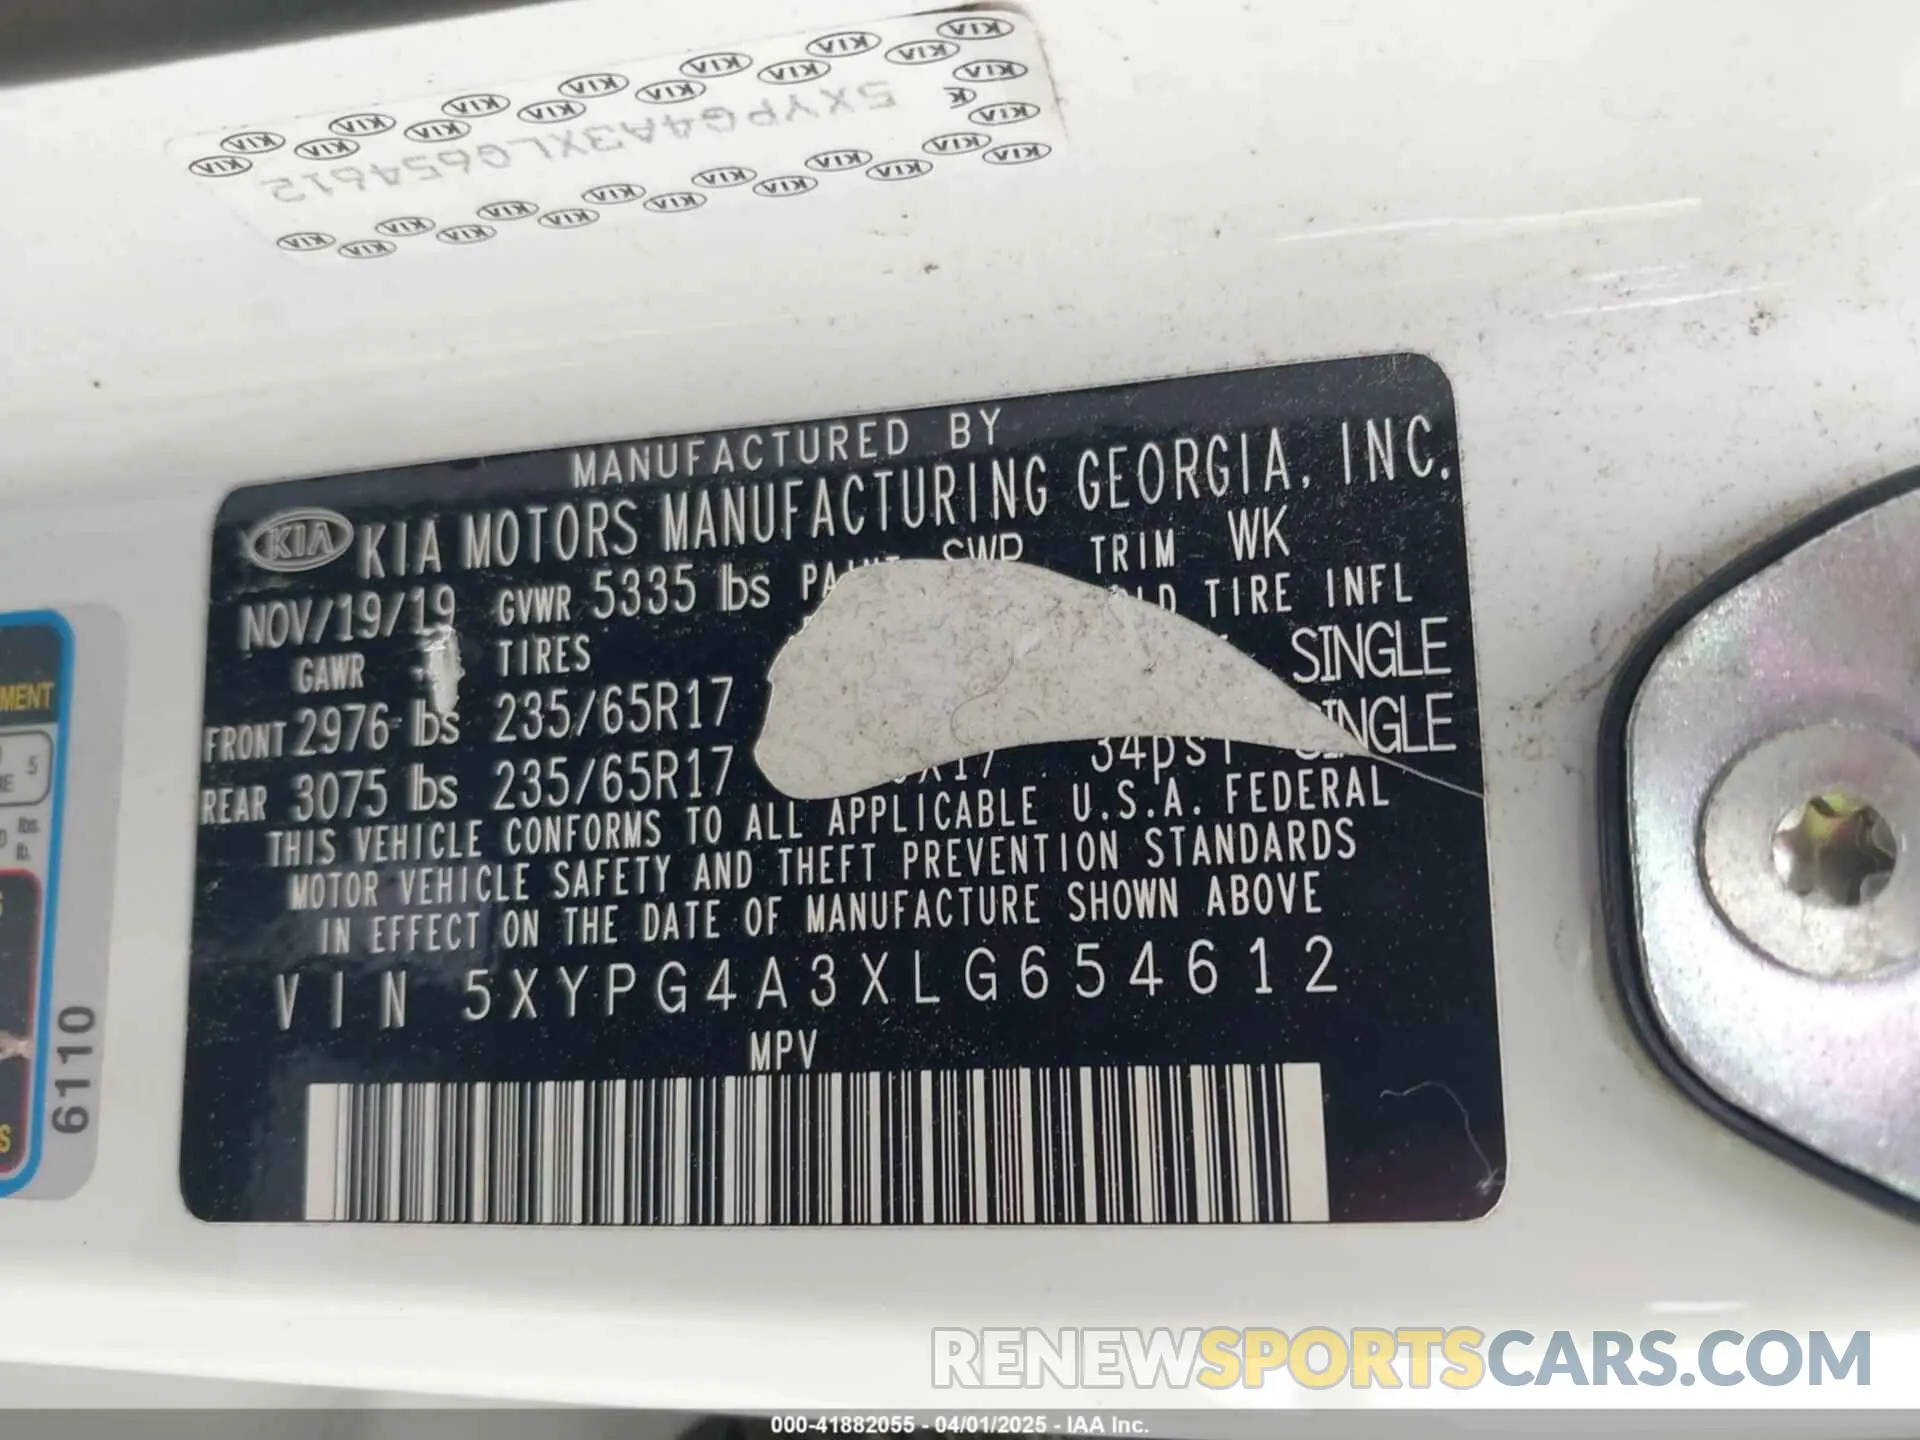 5XYPG4A3XLG654612
MANUFACTURED BY
KIA KIA MOTORS MANUFACTURING GEORGIA, INC.
NOV/19/19 GVWR 5335 lbs SWP TRIM WK
GAWR TIRES TIRE INFL
SINGLE
FRONT 2976 lbs 235/65R17 SINGLE
REAR 3075 lbs 235/65R17 34psi
THIS VEHICLE CONFORMS TO ALL APPLICABLE U.S.A. FEDERAL
MOTOR VEHICLE SAFETY AND THEFT PREVENTION STANDARDS
IN EFFECT ON THE DATE OF MANUFACTURE SHOWN ABOVE
VIN 5XYPG4A3XLG654612
MPV
6110
RENEWSPORTSCARS.COM
000-41882055 - 04/01/2025 - IAA Inc.